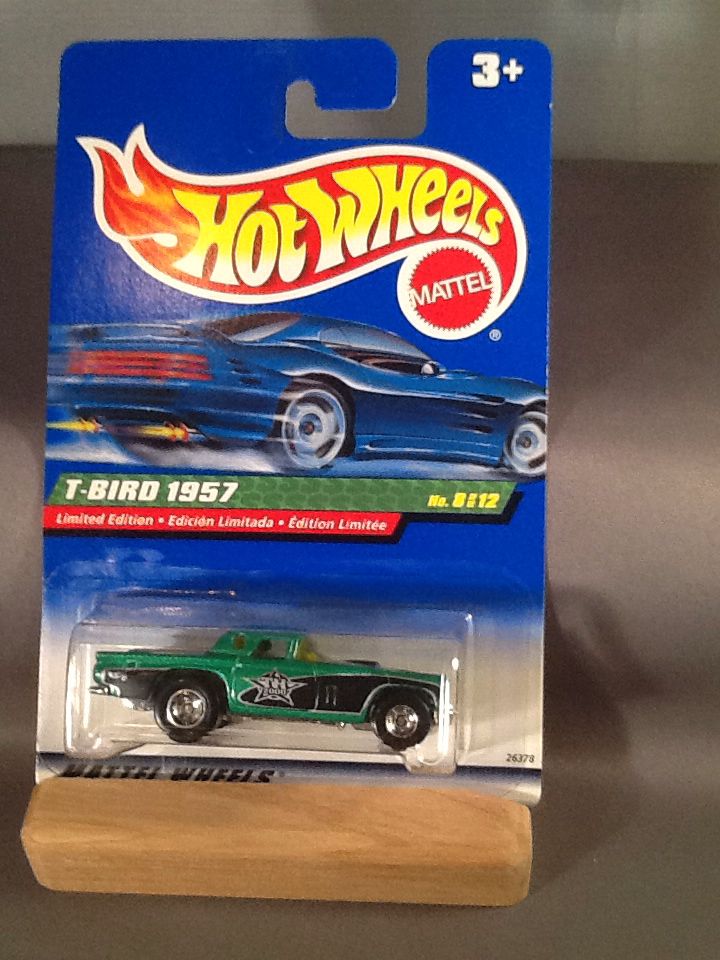 3+
Hot Wheels
MATTEL
®
T-BIRD 1957
No. 8 OF 12
Limited Edition • Edición Limitada • Édition Limitée
TH
2000
26378
MATTEL WHEELS